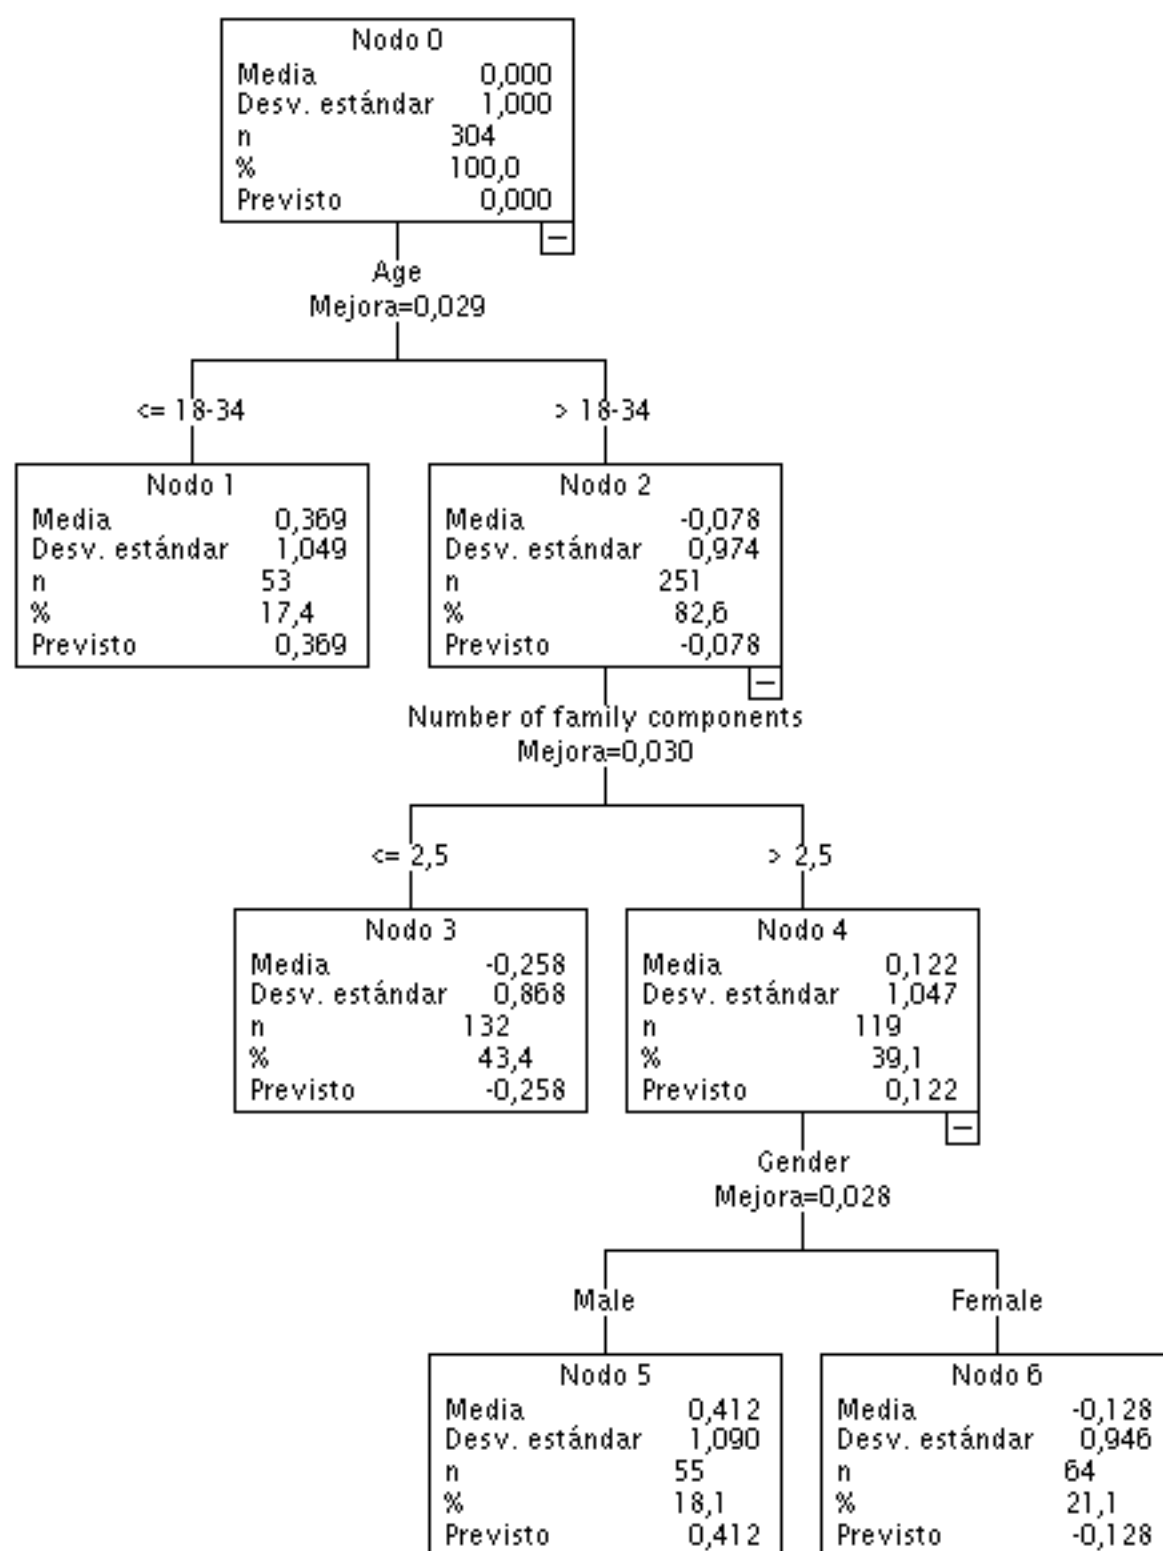 Nodo 0
Media 0,000
Desv. estándar 1,000
n 304
% 100,0
Previsto 0,000
Age
Mejora=0,029
<= 18-34 > 18-34
Nodo 1
Media 0,369
Desv. estándar 1,049
n 53
% 17,4
Previsto 0,369
Nodo 2
Media -0,078
Desv. estándar 0,974
n 251
% 82,6
Previsto -0,078
Number of family components
Mejora=0,030
<= 2,5 > 2,5
Nodo 3
Media -0,258
Desv. estándar 0,868
n 132
% 43,4
Previsto -0,258
Nodo 4
Media 0,122
Desv. estándar 1,047
n 119
% 39,1
Previsto 0,122
Gender
Mejora=0,028
Male Female
Nodo 5
Media 0,412
Desv. estándar 1,090
n 55
% 18,1
Previsto 0,412
Nodo 6
Media -0,128
Desv. estándar 0,946
n 64
% 21,1
Previsto -0,128